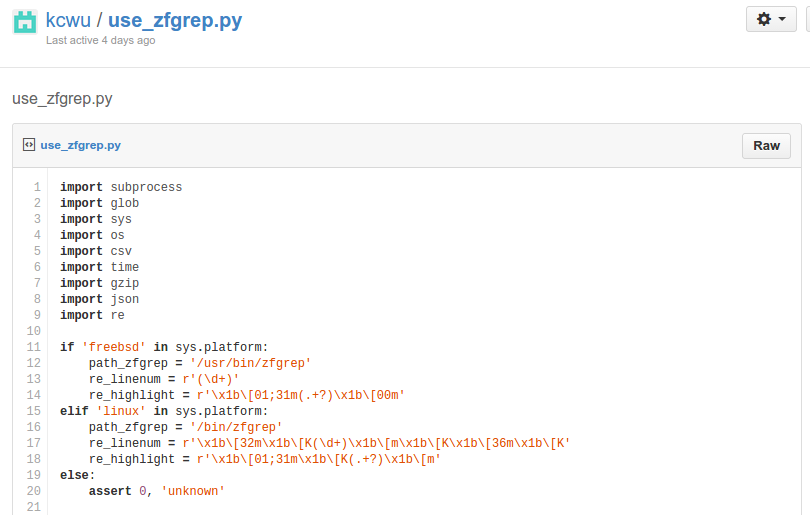 kcwu / use_zfgrep.py
Last active 4 days ago
use_zfgrep.py
use_zfgrep.py
Raw
1 import subprocess
2 import glob
3 import sys
4 import os
5 import csv
6 import time
7 import gzip
8 import json
9 import re
10
11 if 'freebsd' in sys.platform:
12     path_zfgrep = '/usr/bin/zfgrep'
13     re_linenum = r'(\d+)'
14     re_highlight = r'\x1b\[01;31m(.+?)\x1b\[00m'
15 elif 'linux' in sys.platform:
16     path_zfgrep = '/bin/zfgrep'
17     re_linenum = r'\x1b\[32m\x1b\[K(\d+)\x1b\[m\x1b\[K\x1b\[36m\x1b\[K'
18     re_highlight = r'\x1b\[01;31m\x1b\[K(.+?)\x1b\[m'
19 else:
20     assert 0, 'unknown'
21